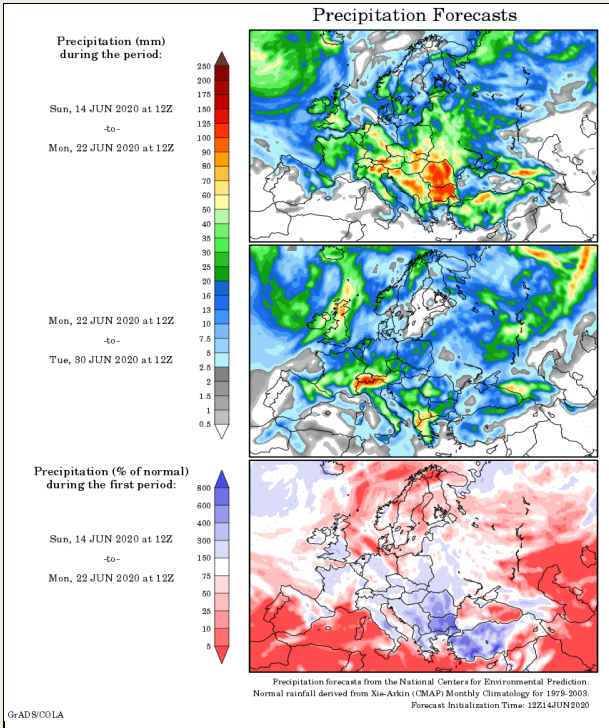 Precipitation Forecasts
Precipitation (mm)
during the period:
Sun, 14 JUN 2020 at 12Z
-to-
Mon, 22 JUN 2020 at 12Z
250
200
175
150
125
100
90
80
70
60
50
40
35
30
25
20
16
13
10
7.5
5
2.5
2
1.5
1
0.5
Mon, 22 JUN 2020 at 12Z
-to-
Tue, 30 JUN 2020 at 12Z
Precipitation (% of normal)
during the first period:
Sun, 14 JUN 2020 at 12Z
-to-
Mon, 22 JUN 2020 at 12Z
800
600
400
300
150
75
50
25
10
5
Precipitation forecasts from the National Centers for Environmental Prediction.
Normal rainfall derived from Xie-Arkin (CMAP) Monthly Climatology for 1979-2003.
Forecast Initialization Time: 12Z14JUN2020
GrADS/COLA